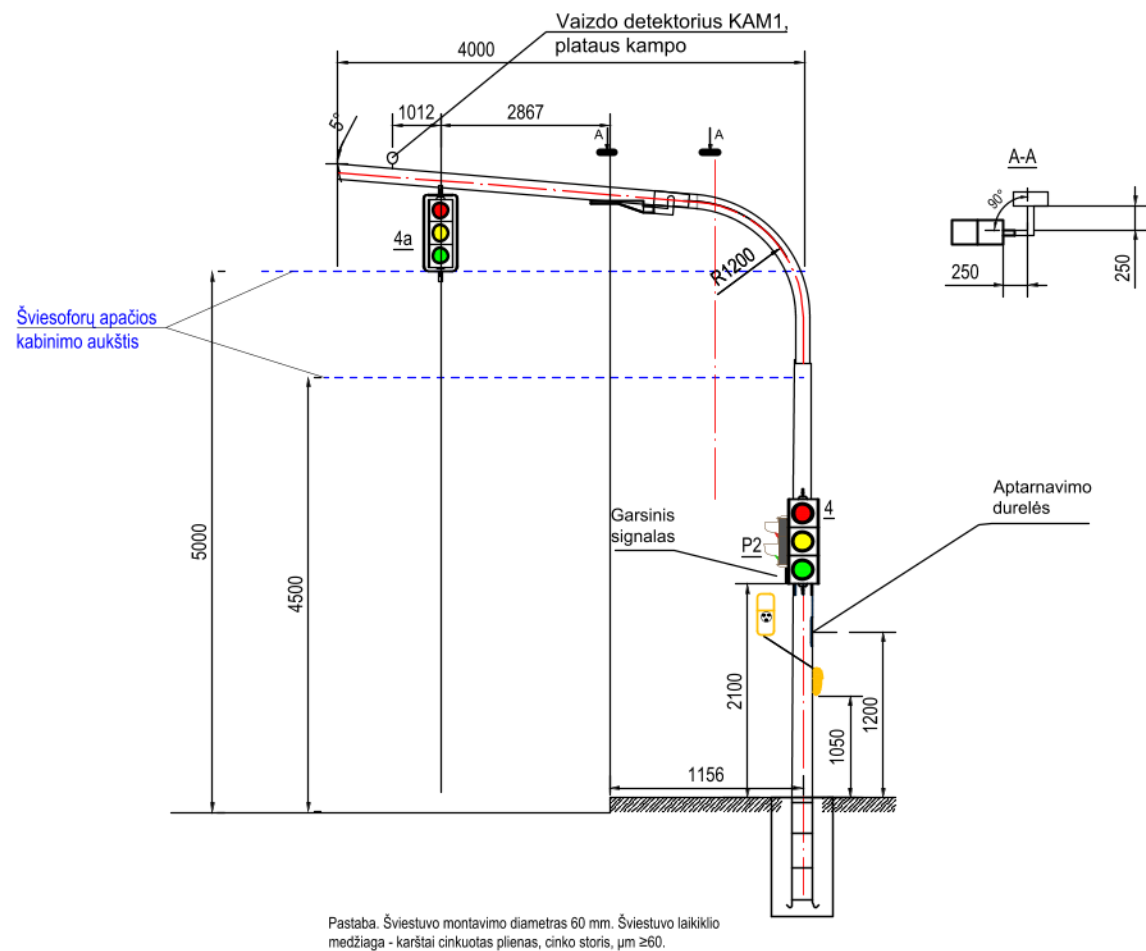 Vaizdo detektorius KAM1,
plataus kampo
4000
1012
2867
5°
A
A
A-A
90°
4a
R1200
250
250
Šviesoforų apačios
kabinimo aukštis
5000
4500
Garsinis
signalas
4
P2
Aptarnavimo
durelės
2100
1050
1200
1156
Pastaba. Šviestuvo montavimo diametras 60 mm. Šviestuvo laikiklio
medžiaga - karštai cinkuotas plienas, cinko storis, µm ≥60.